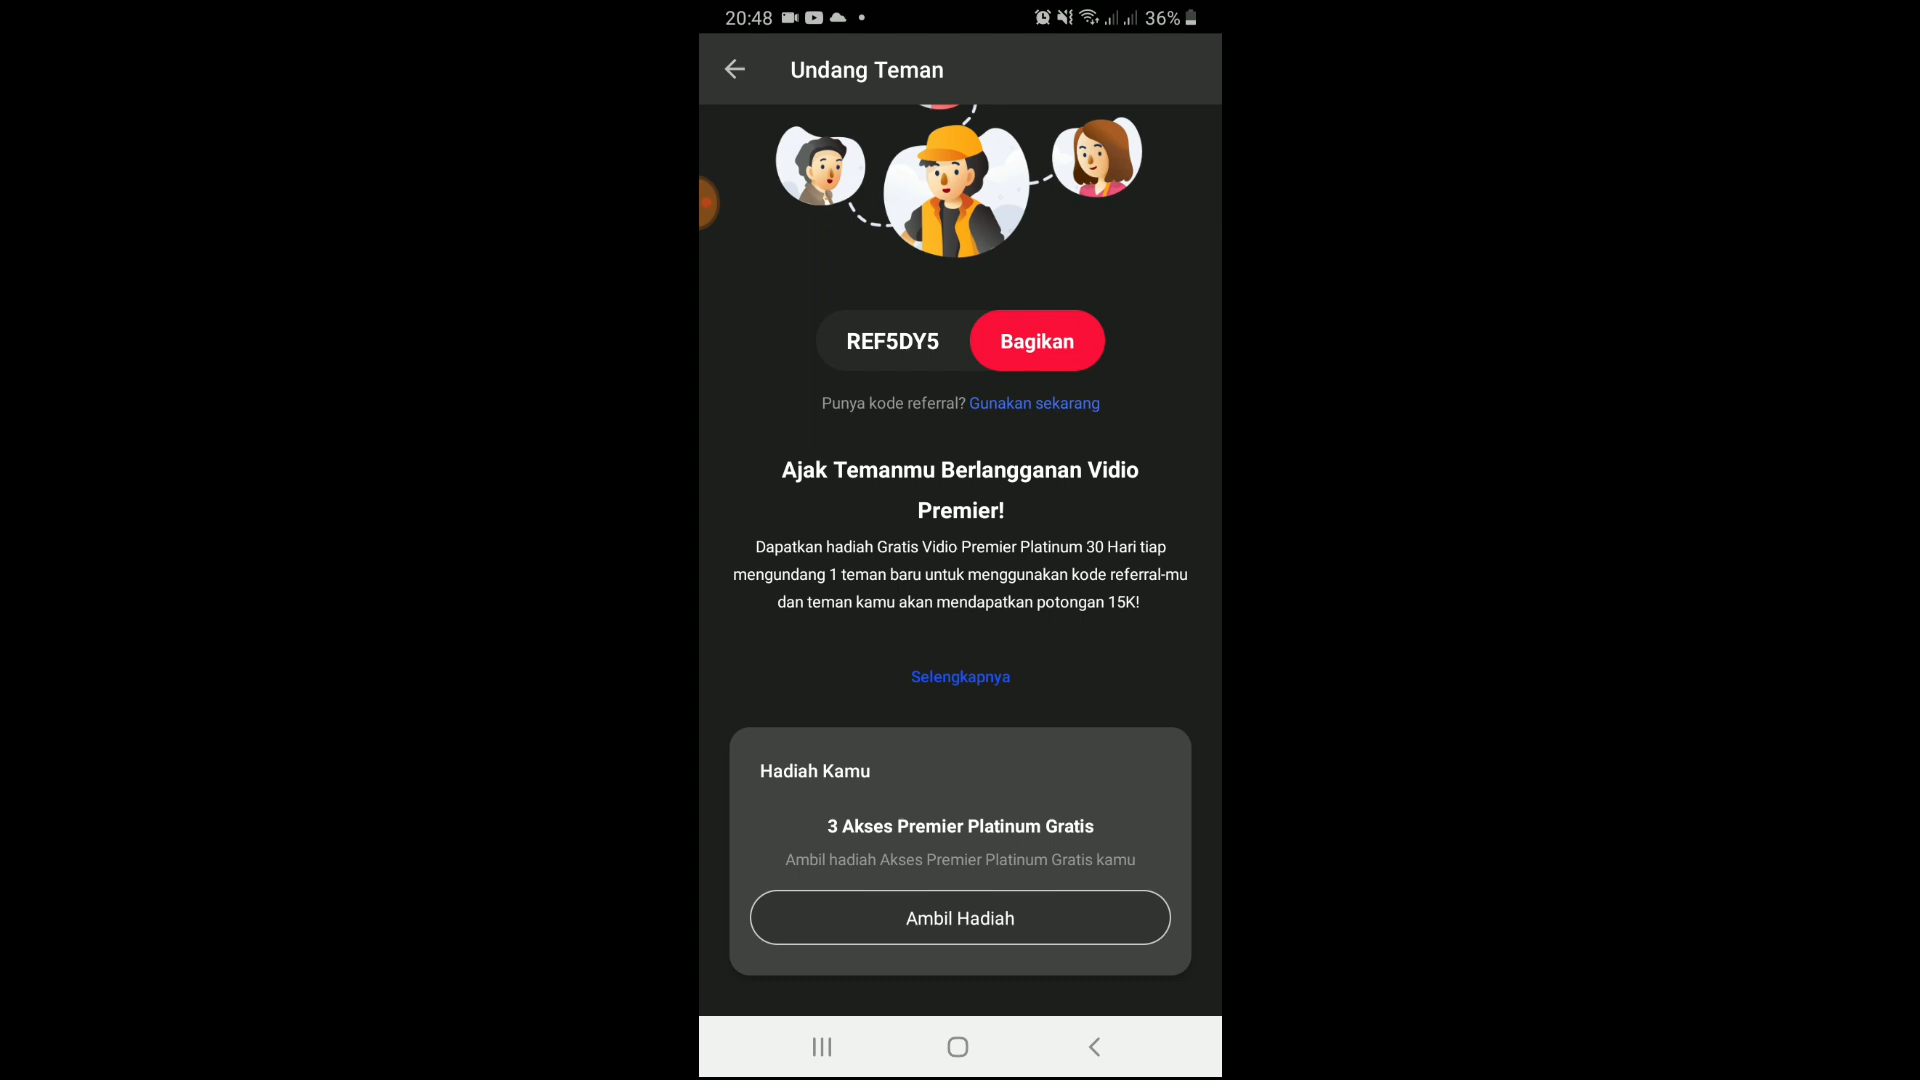 20:48
36%
Undang Teman
REF5DY5
Bagikan
Punya kode referral? Gunakan sekarang
Ajak Temanmu Berlangganan Vidio
Premier!
Dapatkan hadiah Gratis Vidio Premier Platinum 30 Hari tiap
mengundang 1 teman baru untuk menggunakan kode referral-mu
dan teman kamu akan mendapatkan potongan 15K!
Selengkapnya
Hadiah Kamu
3 Akses Premier Platinum Gratis
Ambil hadiah Akses Premier Platinum Gratis kamu
Ambil Hadiah